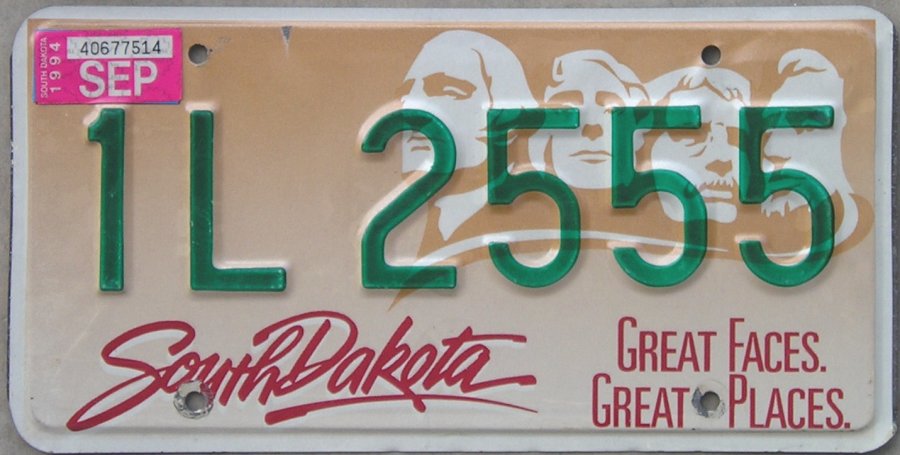 SOUTH DAKOTA
1994
40677514
SEP
1L 2555
South Dakota
GREAT FACES.
GREAT PLACES.